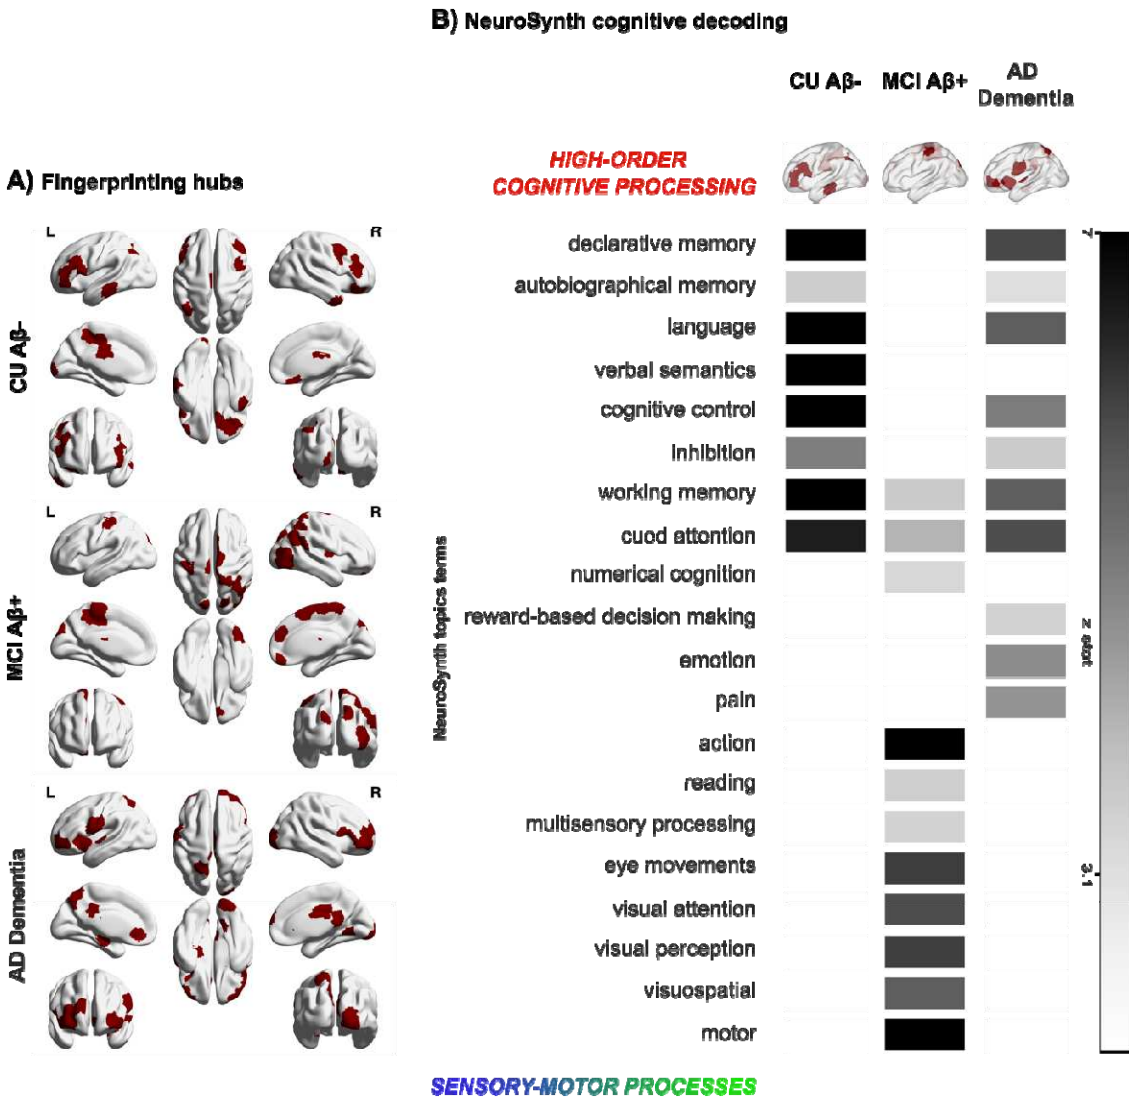 B) NeuroSynth cognitive decoding
CU Aβ-
MCI Aβ+
AD
Dementia
HIGH-ORDER
COGNITIVE PROCESSING
A) Fingerprinting hubs
L
R
CU Aβ-
L
R
MCI Aβ+
L
R
AD Dementia
NeuroSynth topics terms
declarative memory
autobiographical memory
language
verbal semantics
cognitive control
inhibition
working memory
cued attention
numerical cognition
reward-based decision making
emotion
pain
action
reading
multisensory processing
eye movements
visual attention
visual perception
visuospatial
motor
7
z stat
3.1
SENSORY-MOTOR PROCESSES